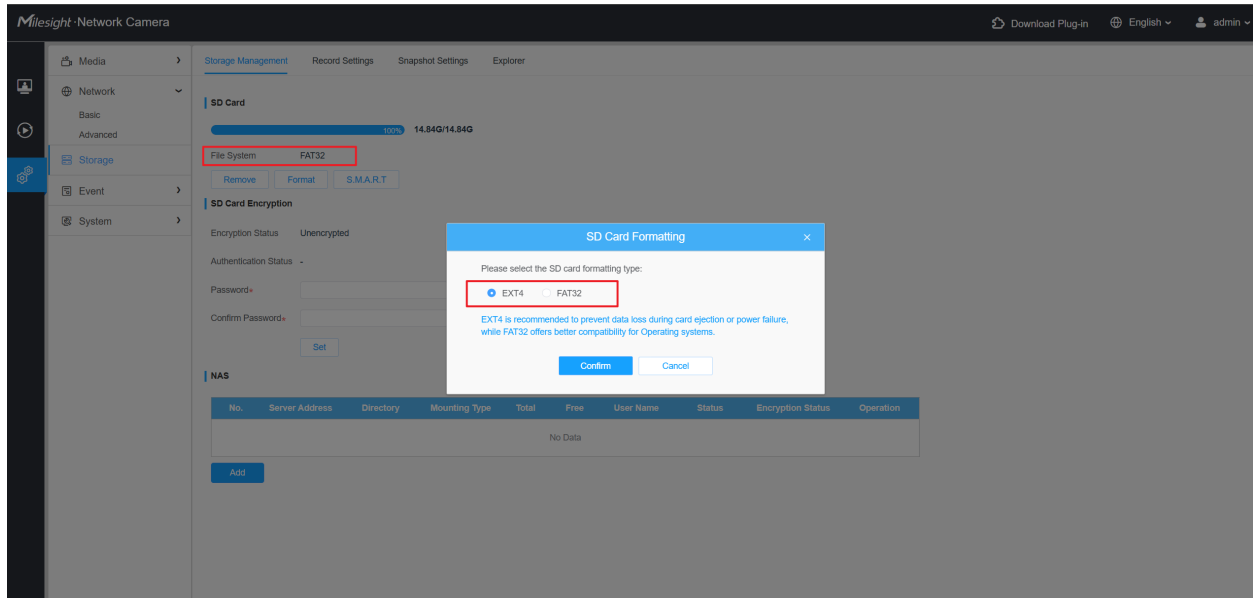 Milesight · Network Camera
Download Plug-in English admin
Media
Network
Basic
Advanced
Storage
Event
System
Storage Management Record Settings Snapshot Settings Explorer
SD Card
100% 14.84G/14.84G
File System FAT32
Remove Format S.M.A.R.T
SD Card Encryption
Encryption Status Unencrypted
Authentication Status -
Password*
Confirm Password*
Set
SD Card Formatting ×
Please select the SD card formatting type:
EXT4 FAT32
EXT4 is recommended to prevent data loss during card ejection or power failure,
while FAT32 offers better compatibility for Operating systems.
Confirm Cancel
NAS
No. Server Address Directory Mounting Type Total Free User Name Status Encryption Status Operation
No Data
Add